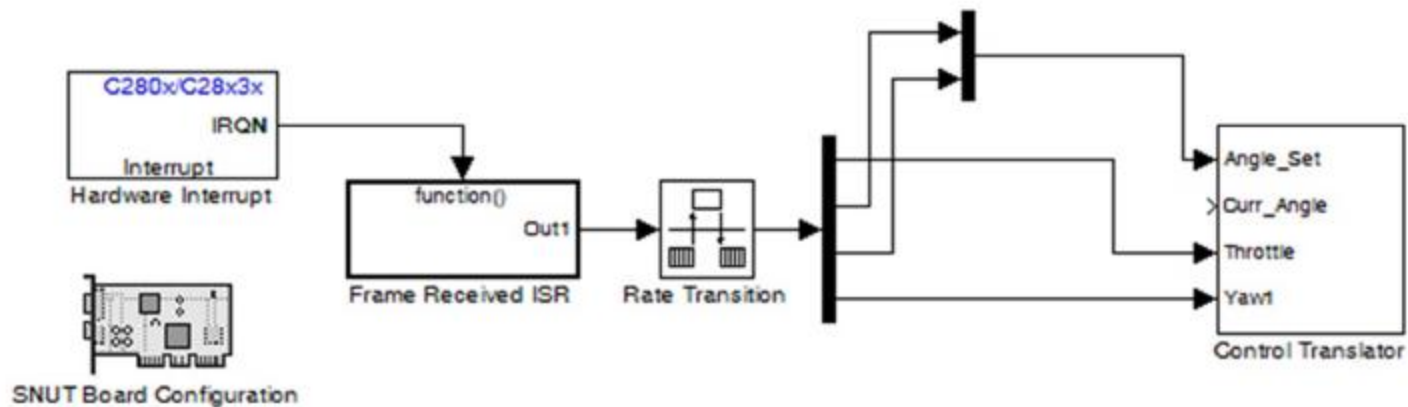 C280x/C28x3x
IRQN
Interrupt
Hardware Interrupt
function()
Out1
Frame Received ISR
Rate Transition
Angle_Set
Curr_Angle
Throttle
Yaw1
Control Translator
SNUT Board Configuration